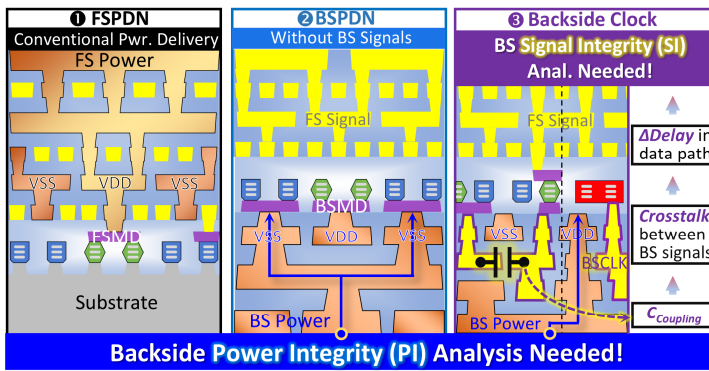 ❶ FSPDN
Conventional Pwr. Delivery
FS Power
VSS
VDD
VSS
FSMD
Substrate
❷ BSPDN
Without BS Signals
FS Signal
BSMD
VSS
VDD
VSS
BS Power
❸ Backside Clock
BS Signal Integrity (SI)
Anal. Needed!
FS Signal
VSS
VDD
BSCLK
BS Power
ΔDelay in
data path
Crosstalk
between
BS signals
CCoupling
Backside Power Integrity (PI) Analysis Needed!